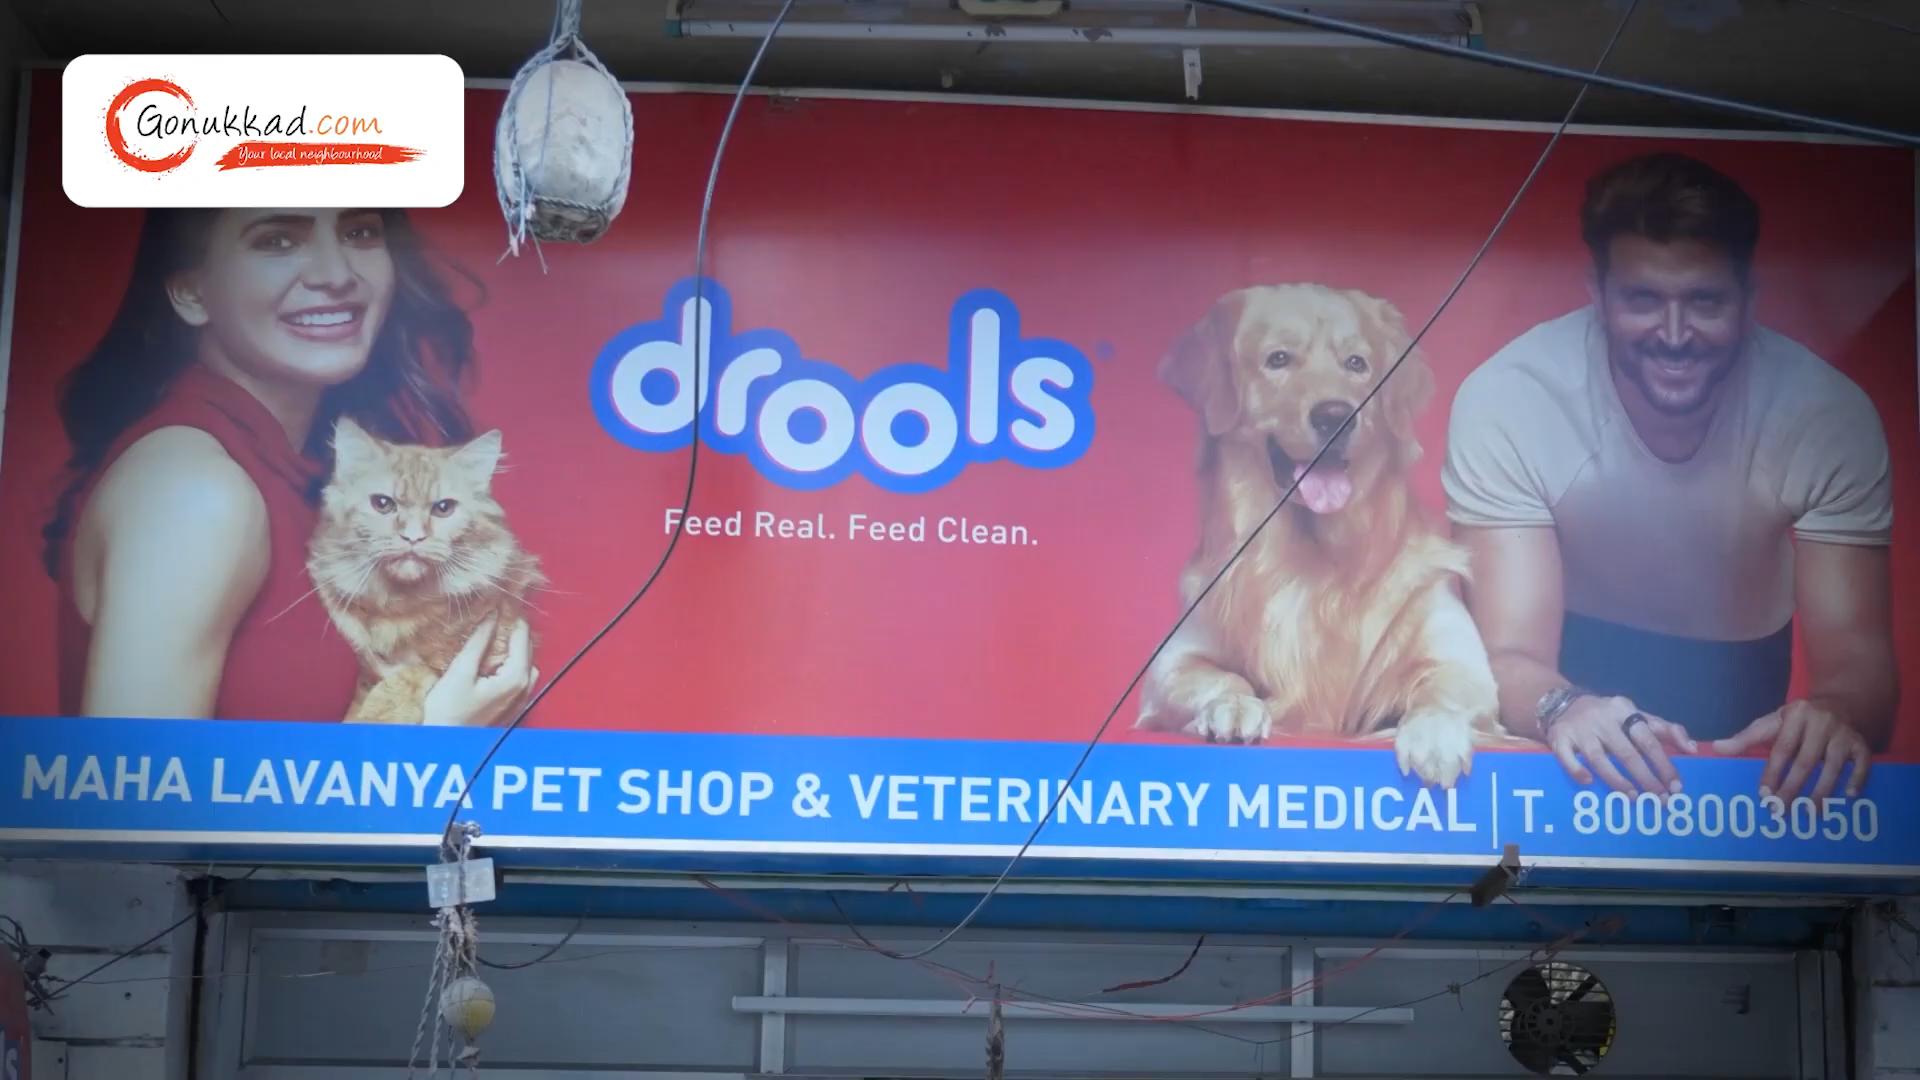 Gonukkad.com
Your local neighbourhood
drools
Feed Real. Feed Clean.
MAHA LAVANYA PET SHOP & VETERINARY MEDICAL | T. 8008003050